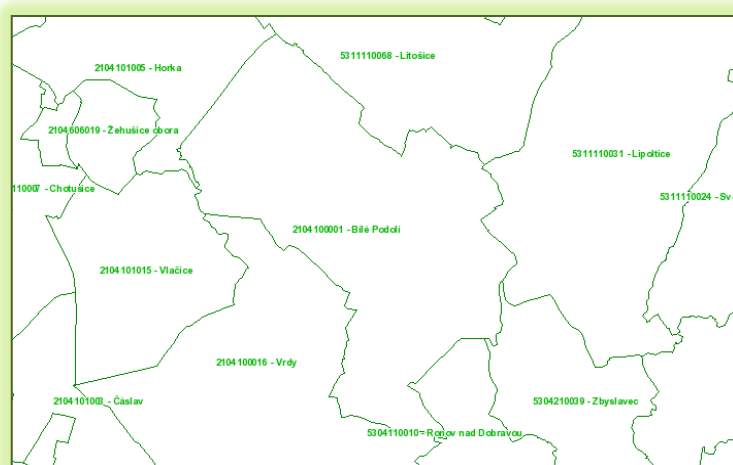 5311110068 - Litošice
2104101005 - Horka
2104606019 - Žehušice obora
5311110031 - Lipoltice
110007 - Chotusice
5311110024 - Sv
2104100001 - Bílé Podolí
2104101015 - Vlačice
2104100016 - Vrdy
2104101003 - Čáslav
5304210039 - Zbyslavec
5304110010 - Ronov nad Doubravou